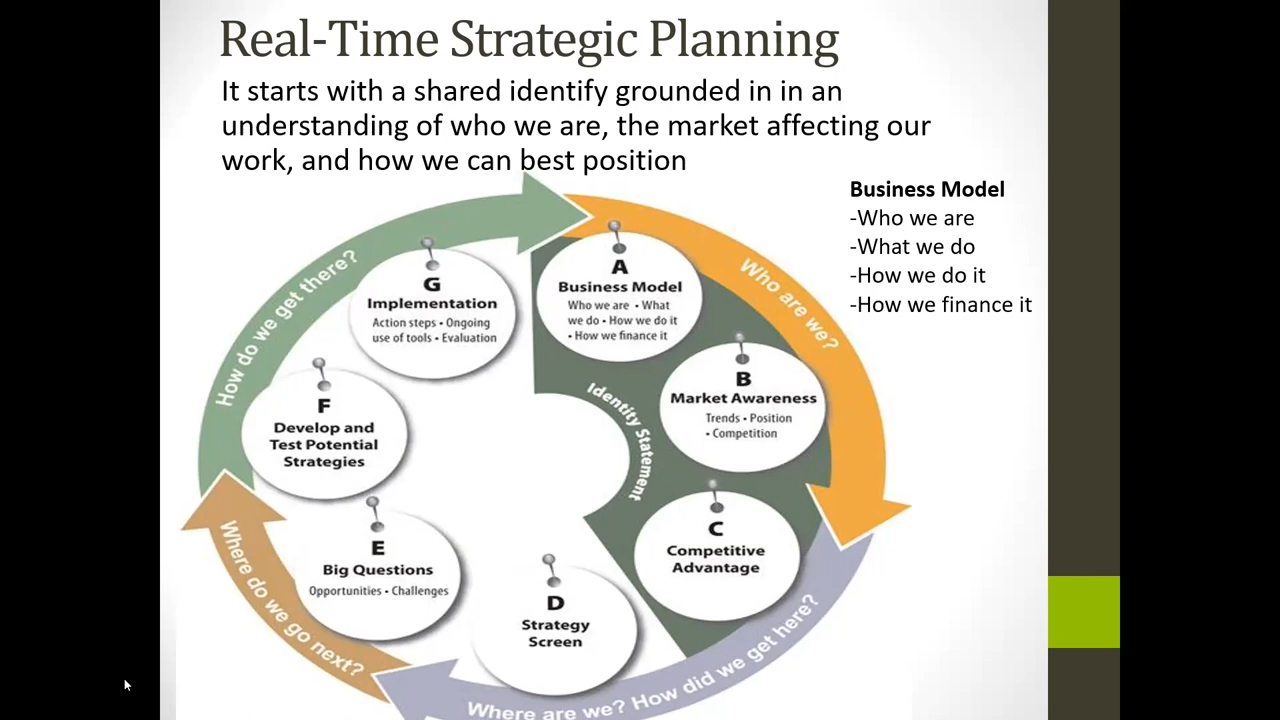 Real-Time Strategic Planning
It starts with a shared identify grounded in in an
understanding of who we are, the market affecting our
work, and how we can best position
Business Model
-Who we are
-What we do
-How we do it
-How we finance it
Who are we?
A
Business Model
Who we are • What
we do • How we do it
• How we finance it
B
Market Awareness
Trends • Position
• Competition
C
Competitive
Advantage
Identity Statement
Where are we? How did we get here?
D
Strategy
Screen
Where do we go next?
E
Big Questions
Opportunities • Challenges
How do we get there?
F
Develop and
Test Potential
Strategies
G
Implementation
Action steps • Ongoing
use of tools • Evaluation